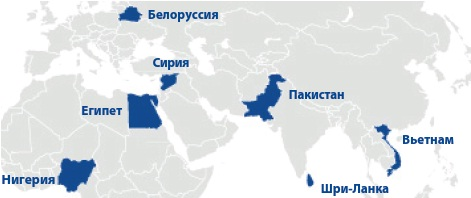 Белоруссия
Сирия
Пакистан
Египет
Вьетнам
Нигерия
Шри-Ланка